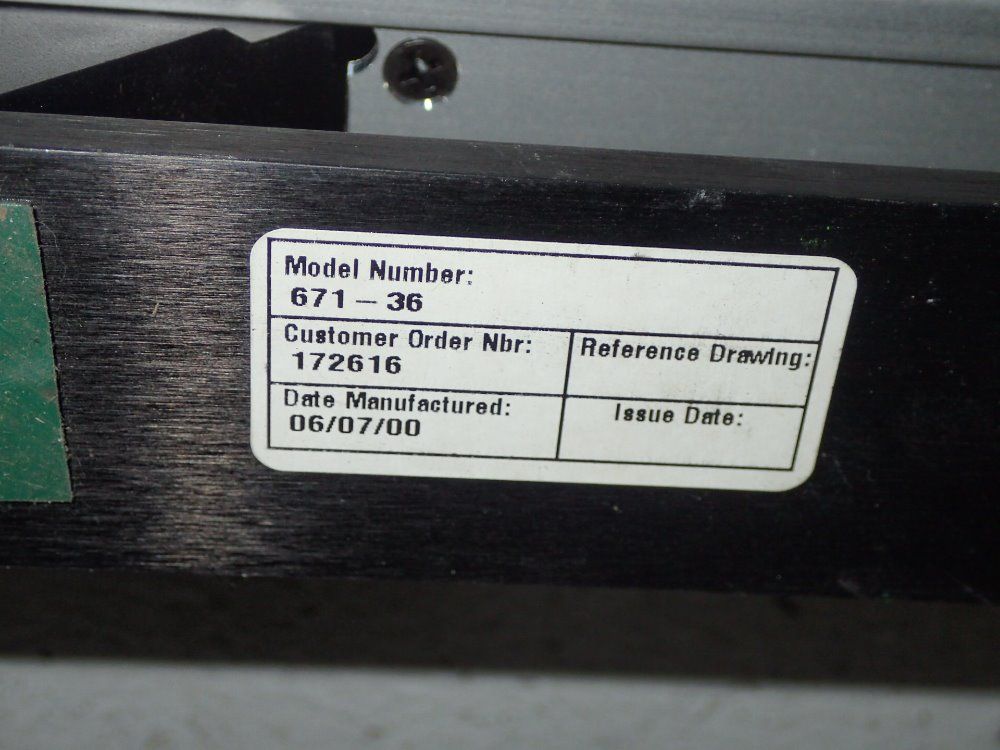 Model Number:
671 - 36
Customer Order Nbr:
172616
Reference Drawing:
Date Manufactured:
06/07/00
Issue Date: